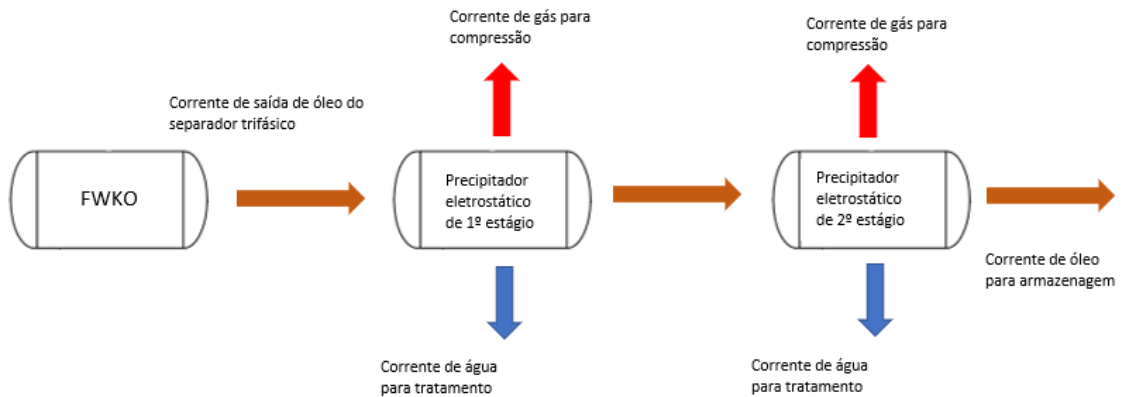 Corrente de gás para
compressão
Corrente de gás para
compressão
Corrente de saída de óleo do
separador trifásico
FWKO
Precipitador
eletrostático
de 1º estágio
Precipitador
eletrostático
de 2º estágio
Corrente de óleo
para armazenagem
Corrente de água
para tratamento
Corrente de água
para tratamento